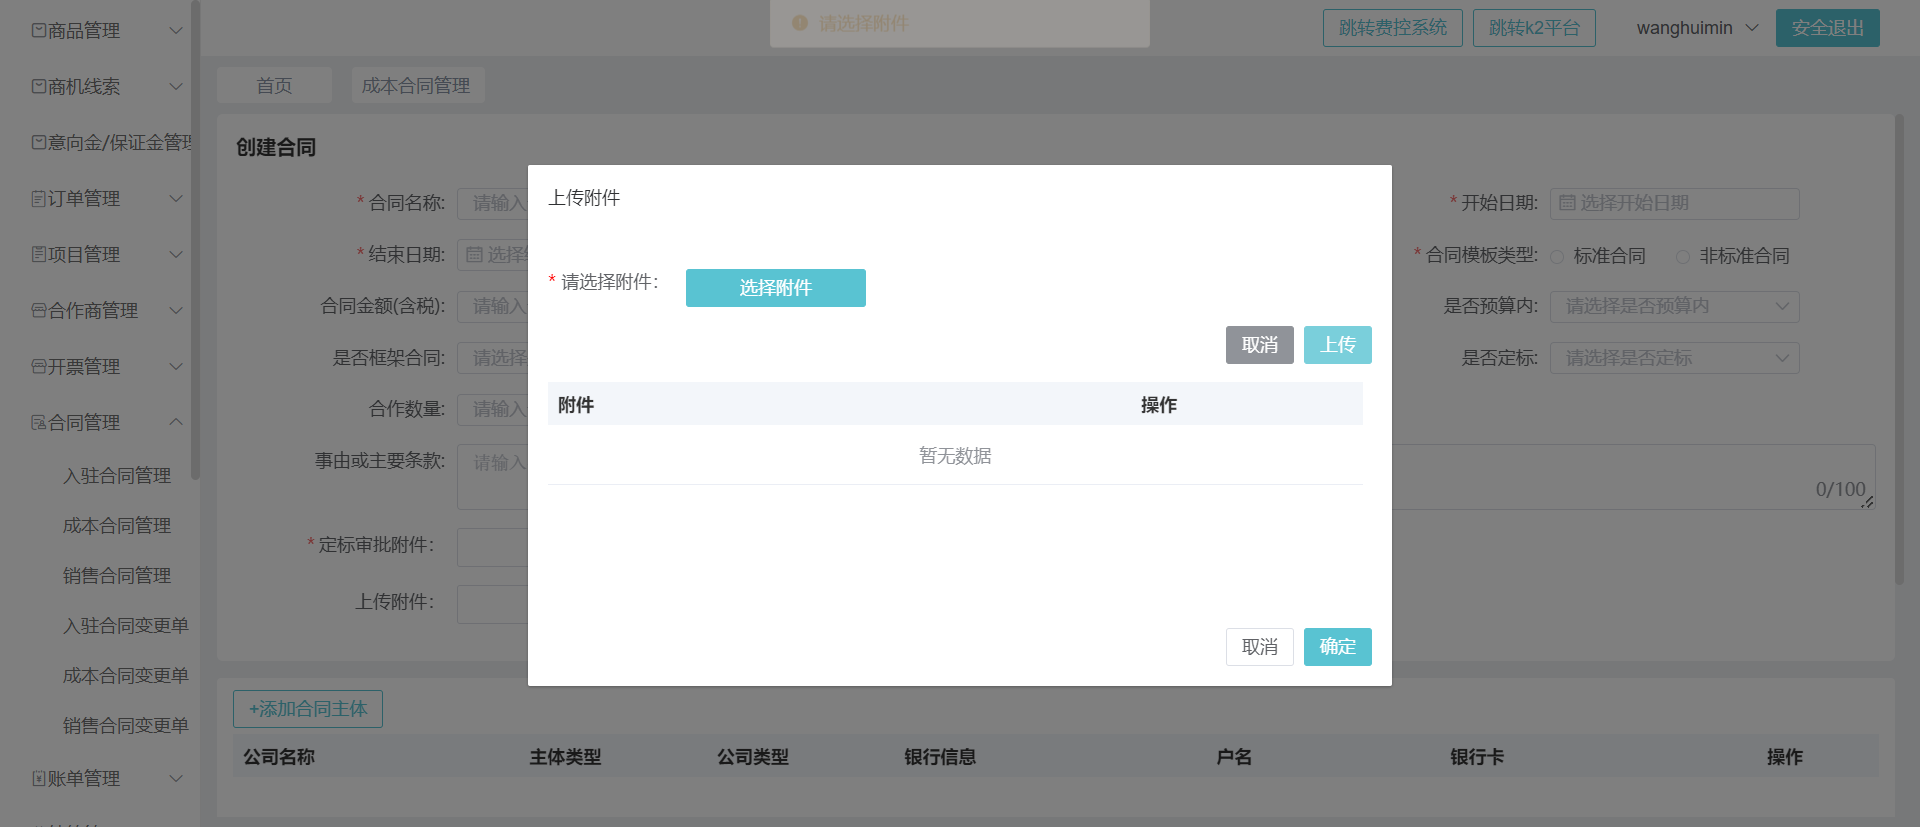 请选择附件
跳转费控系统
跳转k2平台
wanghuimin
安全退出
商品管理
商机线索
意向金/保证金管理
订单管理
项目管理
合作商管理
开票管理
合同管理
入驻合同管理
成本合同管理
销售合同管理
入驻合同变更单
成本合同变更单
销售合同变更单
账单管理
首页
成本合同管理
创建合同
* 合同名称: 请输入
* 开始日期: 选择开始日期
* 结束日期: 选择
* 合同模板类型: 标准合同 非标准合同
合同金额(含税): 请输入
是否预算内: 请选择是否预算内
是否框架合同: 请选择
是否定标: 请选择是否定标
合作数量: 请输入
事由或主要条款: 请输入
0/100
* 定标审批附件:
上传附件:
上传附件
* 请选择附件: 选择附件
取消 上传
附件 操作
暂无数据
取消 确定
+添加合同主体
公司名称 主体类型 公司类型 银行信息 户名 银行卡 操作